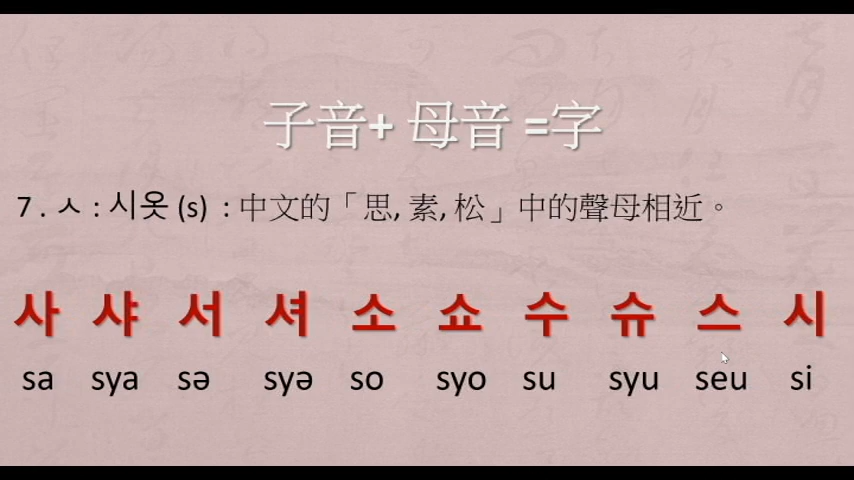 子音+ 母音 =字
7 . ㅅ : 시옷 (s) : 中文的「思, 素, 松」中的聲母相近。
사 샤 서 셔 소 쇼 수 슈 스 시
sa sya sə syə so syo su syu seu si